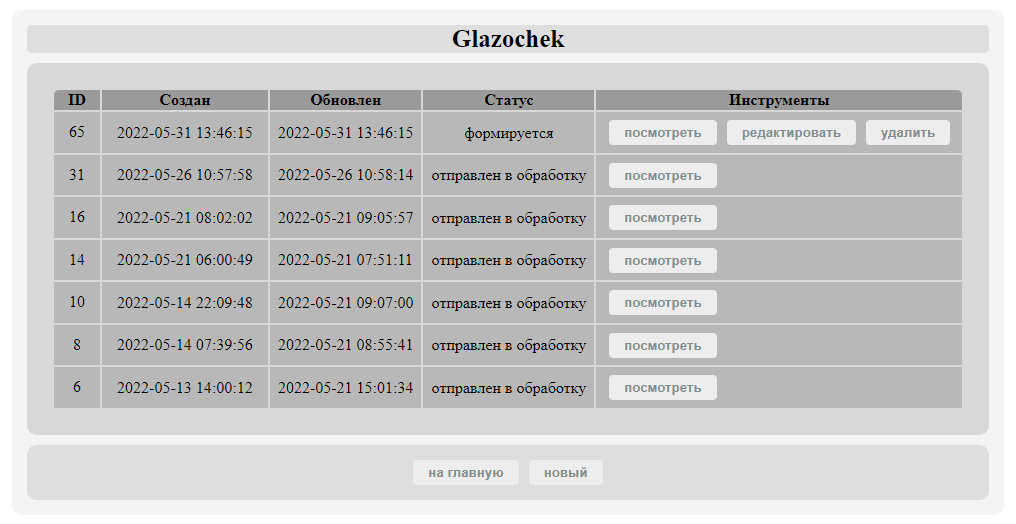 Glazochek
ID Создан Обновлен Статус Инструменты
65 2022-05-31 13:46:15 2022-05-31 13:46:15 формируется посмотреть редактировать удалить
31 2022-05-26 10:57:58 2022-05-26 10:58:14 отправлен в обработку посмотреть
16 2022-05-21 08:02:02 2022-05-21 09:05:57 отправлен в обработку посмотреть
14 2022-05-21 06:00:49 2022-05-21 07:51:11 отправлен в обработку посмотреть
10 2022-05-14 22:09:48 2022-05-21 09:07:00 отправлен в обработку посмотреть
8 2022-05-14 07:39:56 2022-05-21 08:55:41 отправлен в обработку посмотреть
6 2022-05-13 14:00:12 2022-05-21 15:01:34 отправлен в обработку посмотреть
на главную новый